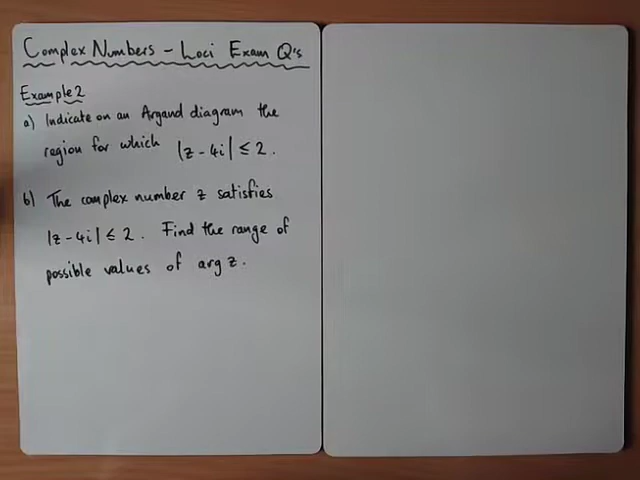 Complex Numbers - Loci Exam Q's
Example 2
a) Indicate on an Argand diagram the
region for which |z - 4i| ≤ 2.
b) The complex number z satisfies
|z - 4i| ≤ 2. Find the range of
possible values of arg z.